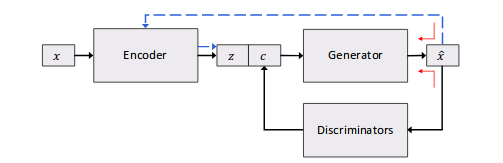 x
Encoder
z
c
Generator
x̂
Discriminators